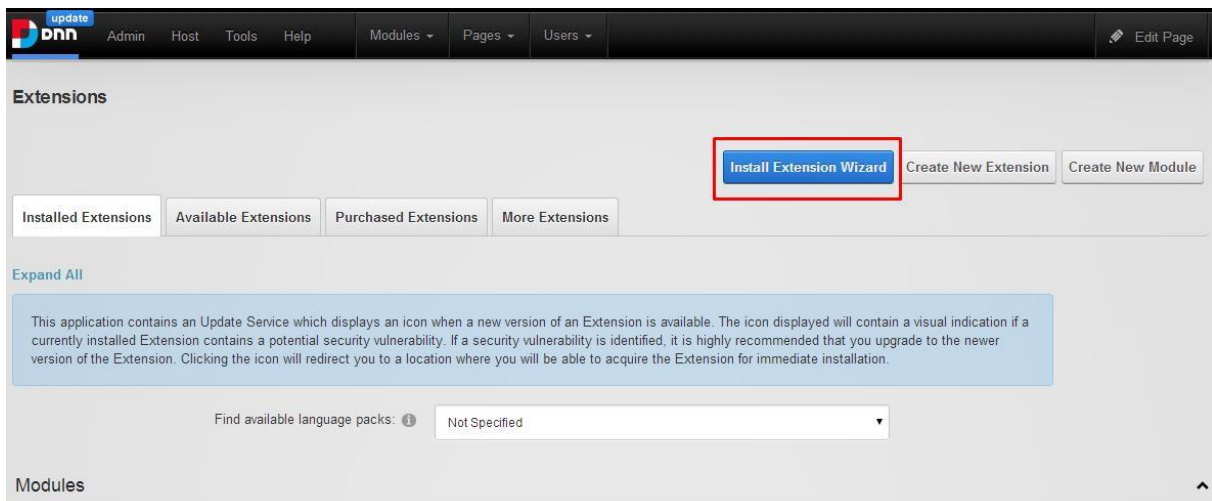 update
DNN Admin Host Tools Help Modules Pages Users Edit Page
Extensions
Install Extension Wizard Create New Extension Create New Module
Installed Extensions Available Extensions Purchased Extensions More Extensions
Expand All
This application contains an Update Service which displays an icon when a new version of an Extension is available. The icon displayed will contain a visual indication if a
currently installed Extension contains a potential security vulnerability. If a security vulnerability is identified, it is highly recommended that you upgrade to the newer
version of the Extension. Clicking the icon will redirect you to a location where you will be able to acquire the Extension for immediate installation.
Find available language packs: Not Specified
Modules